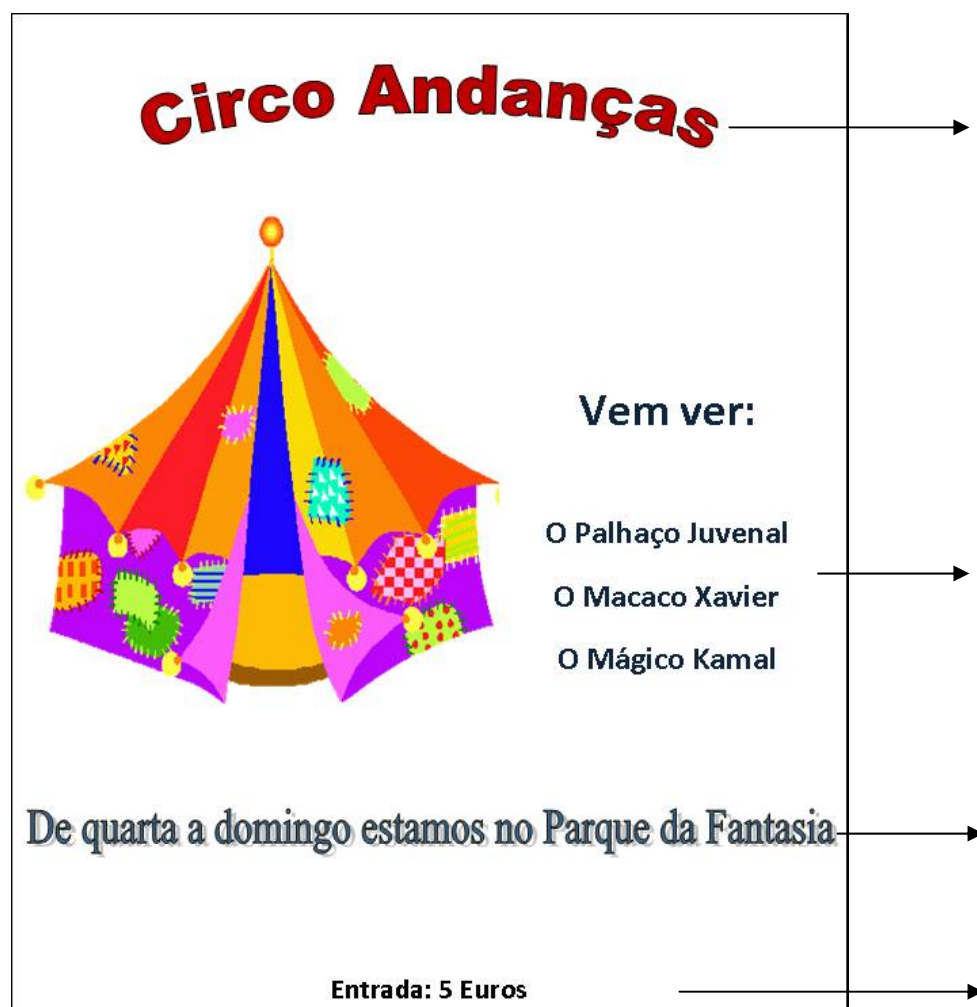 Circo Andanças
Vem ver:
O Palhaço Juvenal
O Macaco Xavier
O Mágico Kamal
De quarta a domingo estamos no Parque da Fantasia
Entrada: 5 Euros